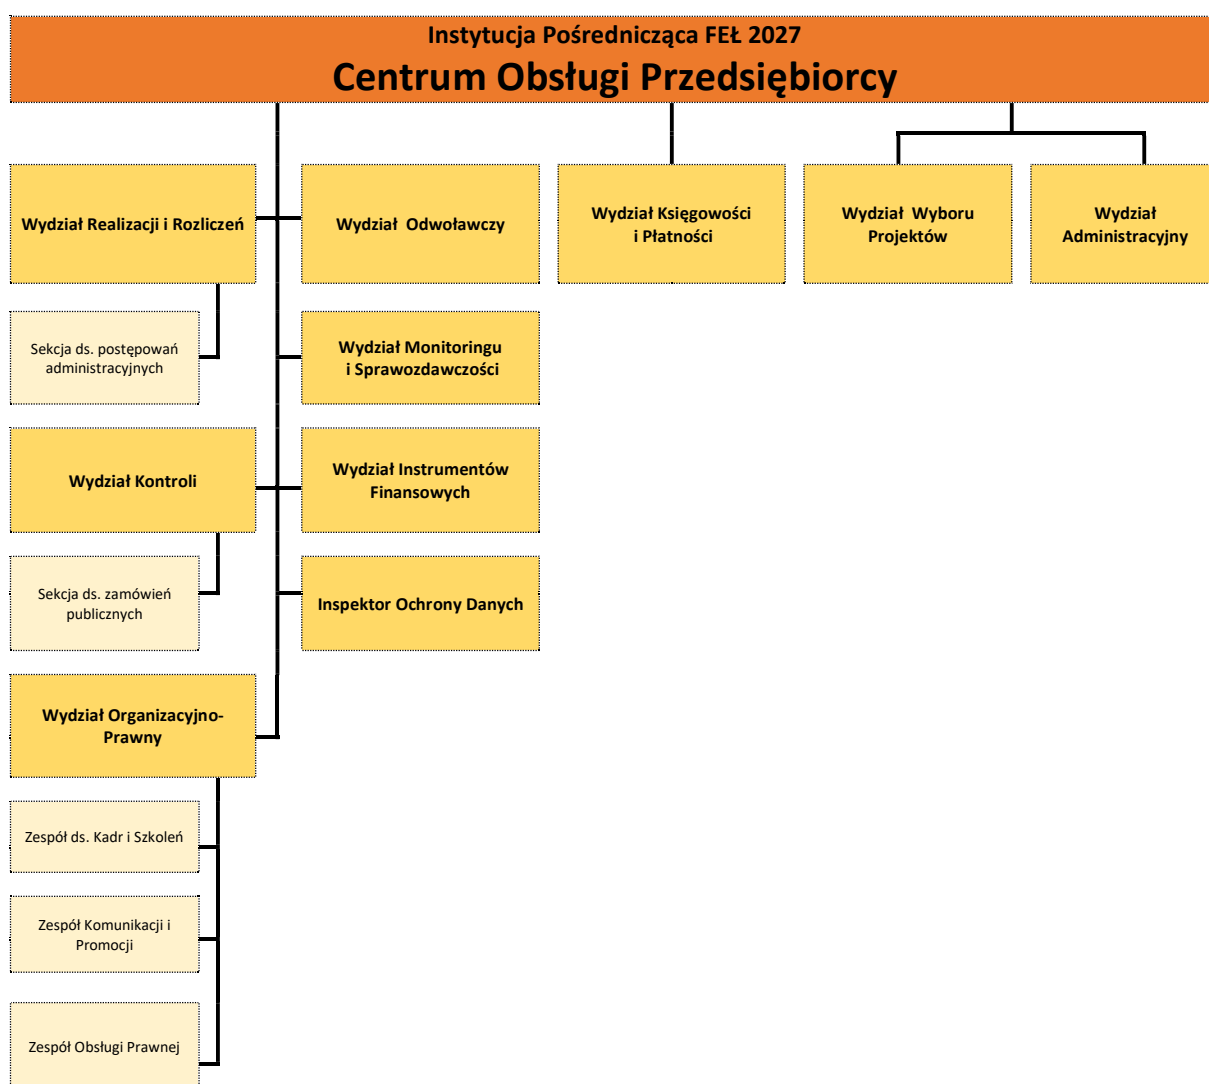 Instytucja Pośrednicząca FEŁ 2027
Centrum Obsługi Przedsiębiorcy
Wydział Realizacji i Rozliczeń
Wydział Odwoławczy
Wydział Księgowości
i Płatności
Wydział Wyboru
Projektów
Wydział
Administracyjny
Sekcja ds. postępowań
administracyjnych
Wydział Monitoringu
i Sprawozdawczości
Wydział Kontroli
Wydział Instrumentów
Finansowych
Sekcja ds. zamówień
publicznych
Inspektor Ochrony Danych
Wydział Organizacyjno-
Prawny
Zespół ds. Kadr i Szkoleń
Zespół Komunikacji i
Promocji
Zespół Obsługi Prawnej